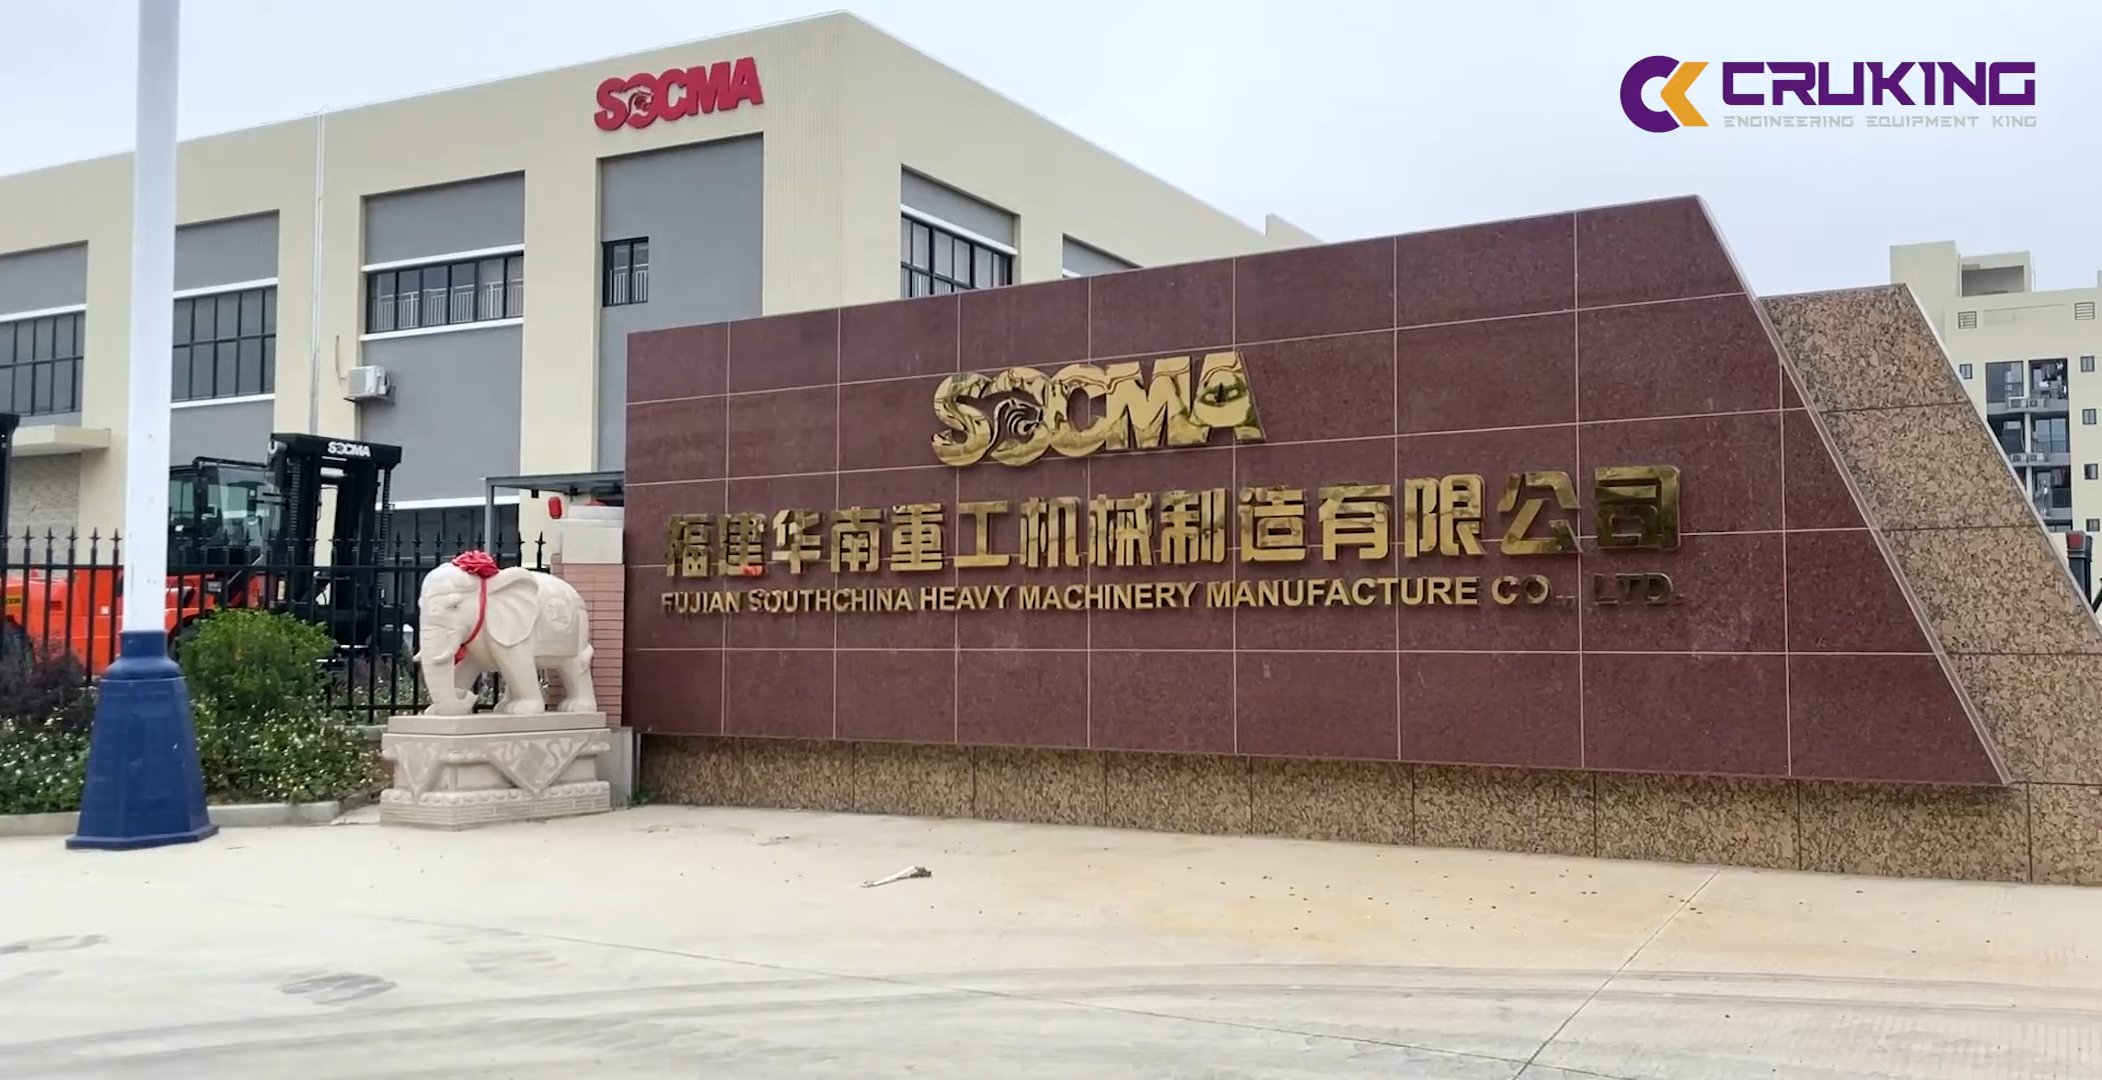 SOCMA
CRUKING
ENGINEERING EQUIPMENT KING
SOCMA
SOCMA
福建华南重工机械制造有限公司
FUJIAN SOUTHCHINA HEAVY MACHINERY MANUFACTURE CO., LTD.